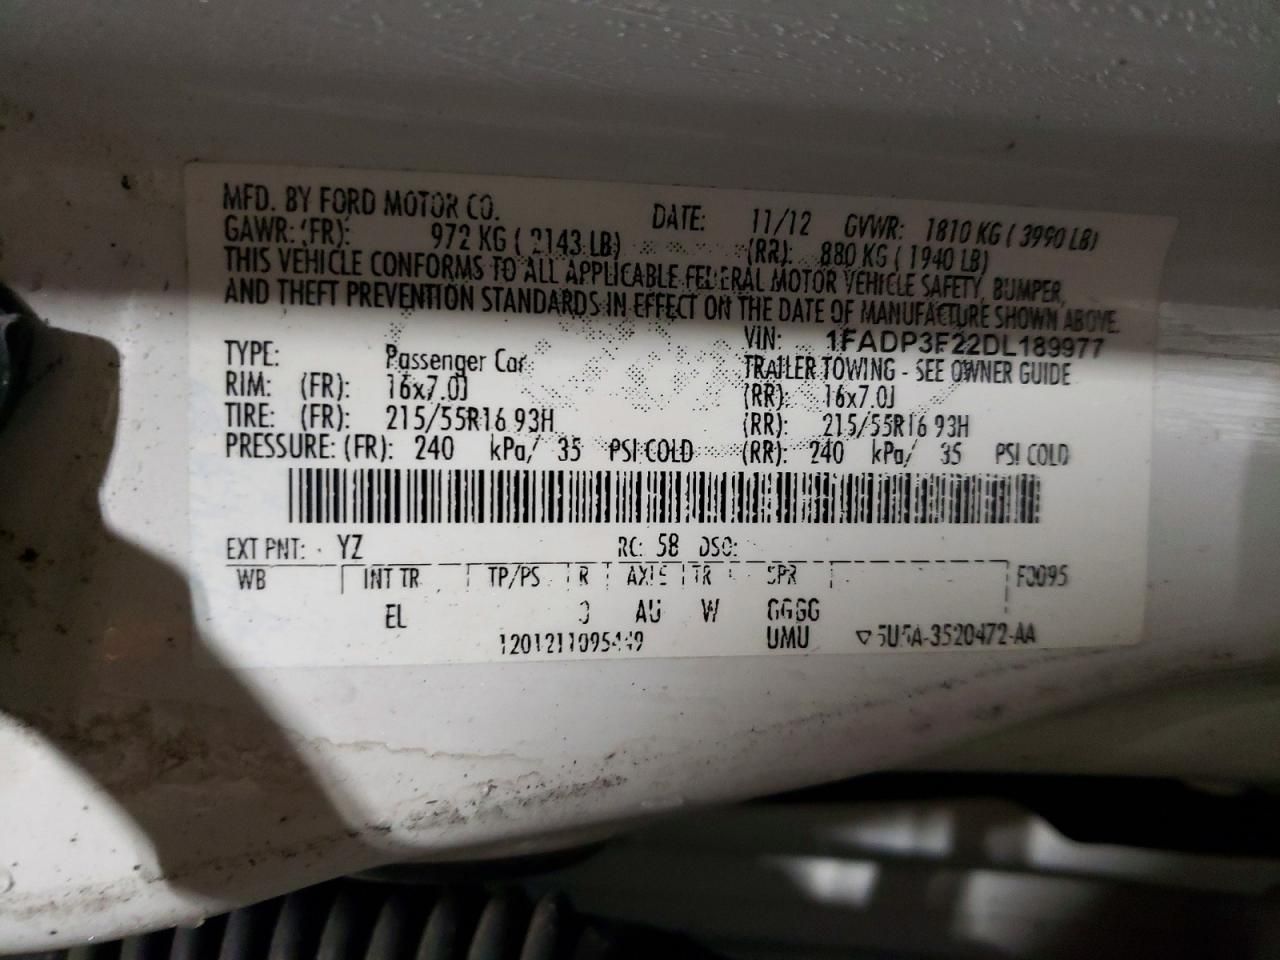 MFD. BY FORD MOTOR CO. DATE: 11/12 GVWR: 1810 KG ( 3990 LB)
GAWR: (FR): 972 KG ( 2143 LB) (RR): 880 KG ( 1940 LB)
THIS VEHICLE CONFORMS TO ALL APPLICABLE FEDERAL MOTOR VEHICLE SAFETY, BUMPER,
AND THEFT PREVENTION STANDARDS IN EFFECT ON THE DATE OF MANUFACTURE SHOWN ABOVE.
VIN: 1FADP3F22DL189977
TYPE: Passenger Car TRAILER TOWING - SEE OWNER GUIDE
RIM: (FR): 16x7.0J (RR): 16x7.0J
TIRE: (FR): 215/55R16 93H (RR): 215/55R16 93H
PRESSURE: (FR): 240 kPa/ 35 PSI COLD (RR): 240 kPa/ 35 PSI COLD
EXT PNT: YZ RC: 58 DSO:
WB INT TR TP/PS R AXLE TR SPR F0095
EL AU W GGGG
1201211095449 UMU ▽ 5U5A-3520472-AA